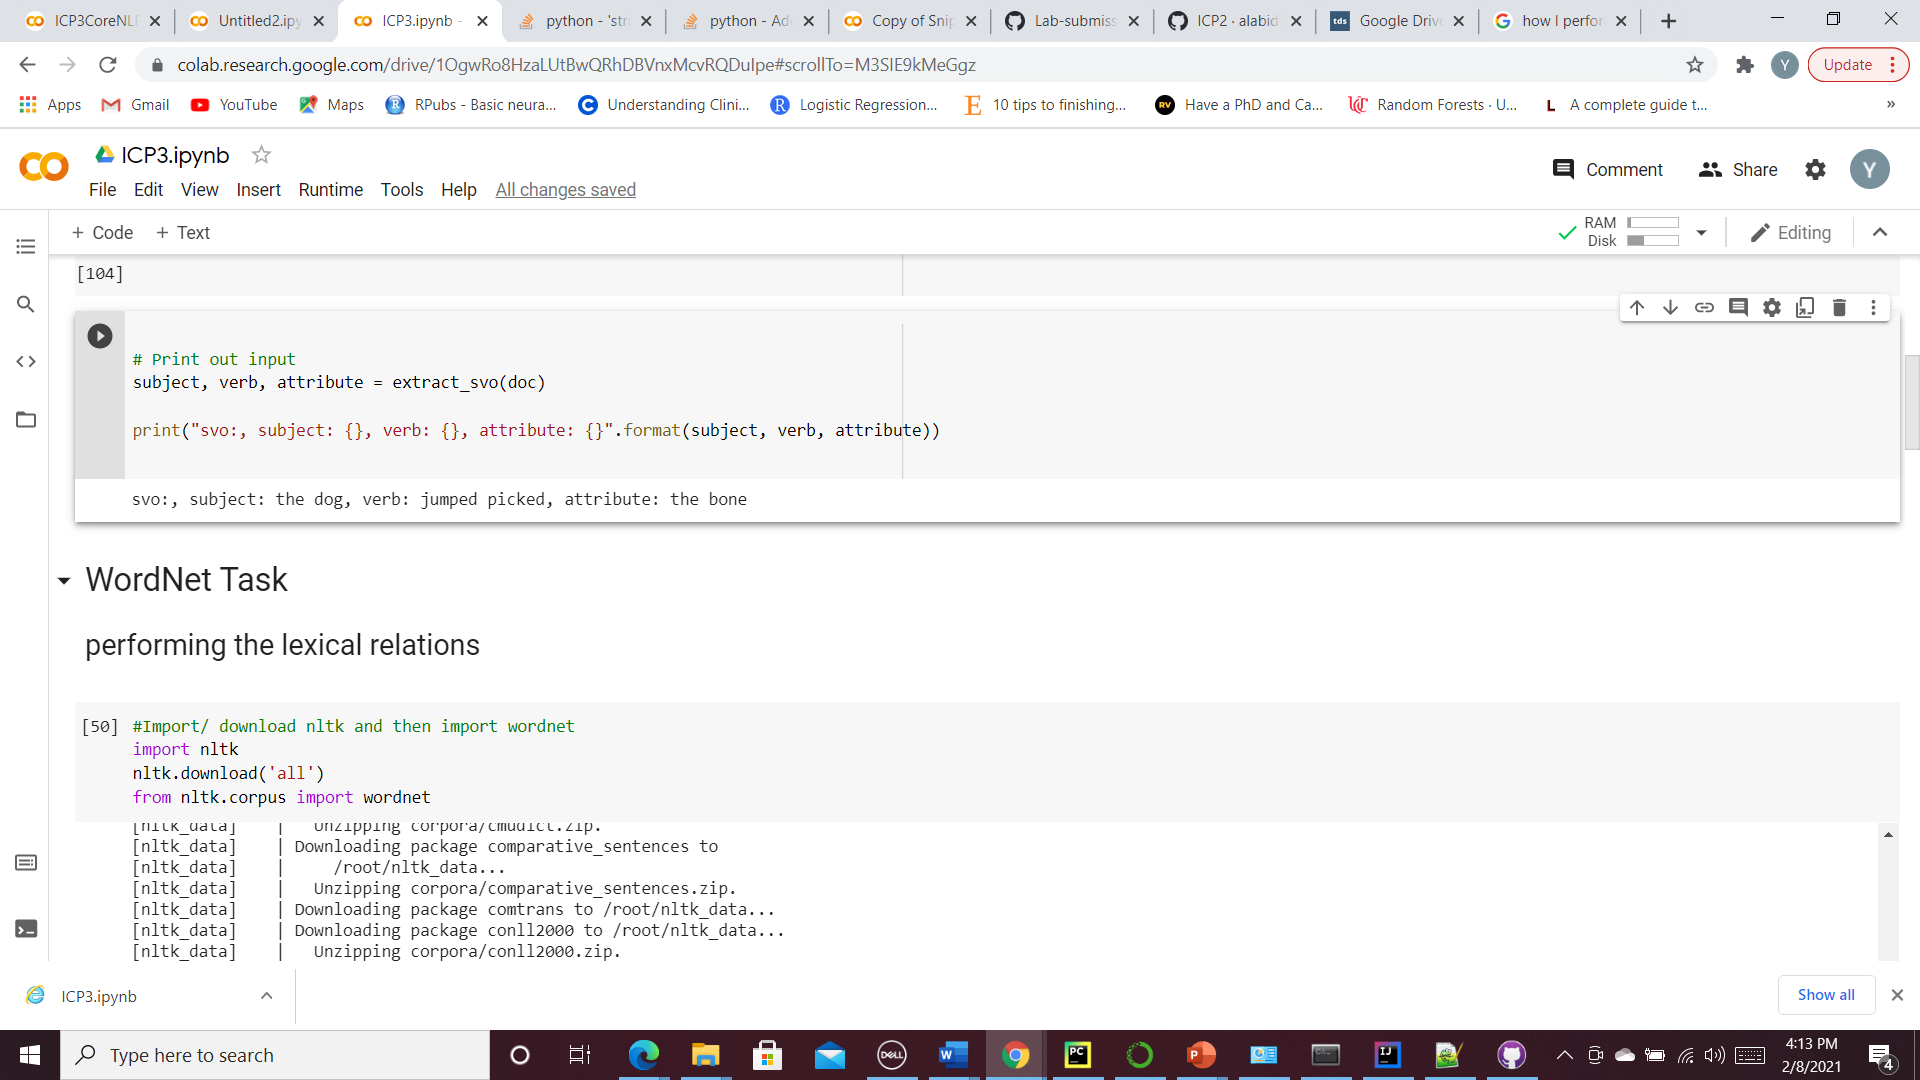 ICP3CoreNL
Untitled2.ipy
ICP3.ipynb -
python - 'stri
python - Ad
Copy of Snip
Lab-submiss
ICP2 · alabid
tds
Google Driv
how I perfor
colab.research.google.com/drive/1OgwRo8HzaLUtBwQRhDBVnxMcvRQDuIpe#scrollTo=M3SIE9kMeGgz
Y
Update
Apps
Gmail
YouTube
Maps
RPubs - Basic neura...
Understanding Clini...
Logistic Regression...
10 tips to finishing...
RV
Have a PhD and Ca...
Random Forests · U...
L
A complete guide t...
»
ICP3.ipynb
Comment
Share
Y
File Edit View Insert Runtime Tools Help All changes saved
+ Code + Text
RAM
Disk
Editing
[104]
# Print out input
subject, verb, attribute = extract_svo(doc)
print("svo:, subject: {}, verb: {}, attribute: {}".format(subject, verb, attribute))
svo:, subject: the dog, verb: jumped picked, attribute: the bone
WordNet Task
performing the lexical relations
[50] #Import/ download nltk and then import wordnet
import nltk
nltk.download('all')
from nltk.corpus import wordnet
[nltk_data]    |   Unzipping corpora/cmudict.zip.
[nltk_data]    | Downloading package comparative_sentences to
[nltk_data]    |     /root/nltk_data...
[nltk_data]    |   Unzipping corpora/comparative_sentences.zip.
[nltk_data]    | Downloading package comtrans to /root/nltk_data...
[nltk_data]    | Downloading package conll2000 to /root/nltk_data...
[nltk_data]    |   Unzipping corpora/conll2000.zip.
ICP3.ipynb
Show all
Type here to search
DELL
W
PC
P
IJ
4:13 PM
2/8/2021
4